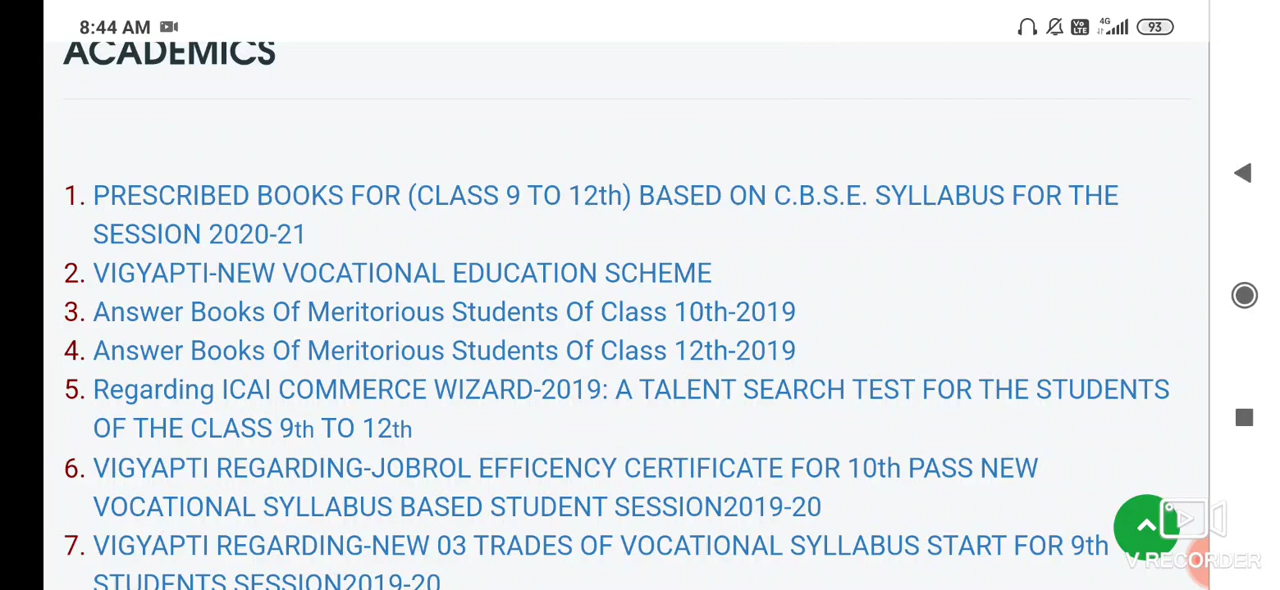 8:44 AM
4G
Vo
LTE
93
ACADEMICS
1. PRESCRIBED BOOKS FOR (CLASS 9 TO 12th) BASED ON C.B.S.E. SYLLABUS FOR THE
SESSION 2020-21
2. VIGYAPTI-NEW VOCATIONAL EDUCATION SCHEME
3. Answer Books Of Meritorious Students Of Class 10th-2019
4. Answer Books Of Meritorious Students Of Class 12th-2019
5. Regarding ICAI COMMERCE WIZARD-2019: A TALENT SEARCH TEST FOR THE STUDENTS
OF THE CLASS 9th TO 12th
6. VIGYAPTI REGARDING-JOBROL EFFICENCY CERTIFICATE FOR 10th PASS NEW
VOCATIONAL SYLLABUS BASED STUDENT SESSION2019-20
7. VIGYAPTI REGARDING-NEW 03 TRADES OF VOCATIONAL SYLLABUS START FOR 9th
STUDENTS SESSION2019-20
V RECORDER